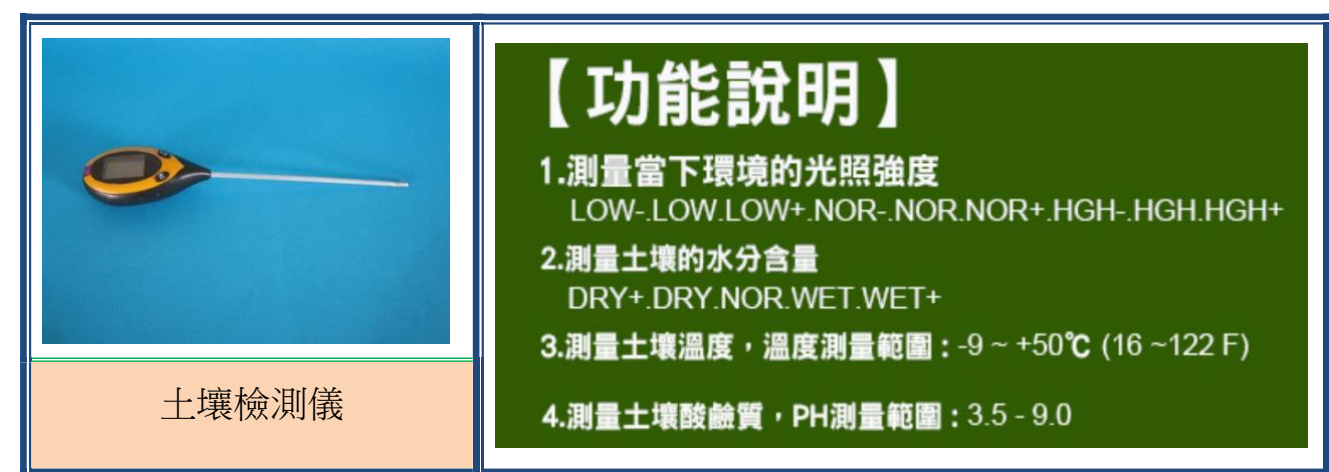 土壤檢測儀
【功能說明】
1.測量當下環境的光照強度
LOW-.LOW.LOW+.NOR-.NOR.NOR+.HGH-.HGH.HGH+
2.測量土壤的水分含量
DRY+.DRY.NOR.WET.WET+
3.測量土壤溫度，溫度測量範圍：-9 ~ +50℃ (16 ~122 F)
4.測量土壤酸鹼質，PH測量範圍：3.5 - 9.0